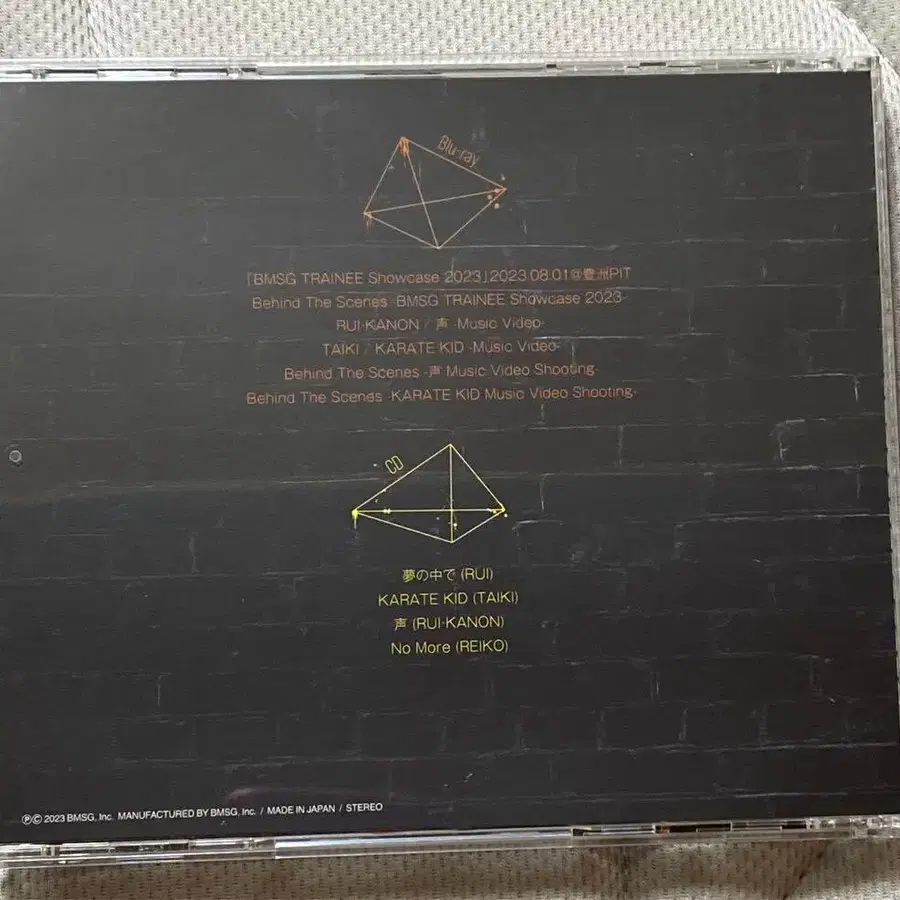 Blu-ray
「BMSG TRAINEE Showcase 2023」2023.08.01@豊洲PIT
Behind The Scenes -BMSG TRAINEE Showcase 2023-
RUI・KANON / 声 -Music Video-
TAIKI / KARATE KID -Music Video-
Behind The Scenes -声 Music Video Shooting-
Behind The Scenes -KARATE KID Music Video Shooting-
CD
夢の中で (RUI)
KARATE KID (TAIKI)
声 (RUI・KANON)
No More (REIKO)
ⓅⒸ 2023 BMSG, Inc. MANUFACTURED BY BMSG, Inc. / MADE IN JAPAN / STEREO